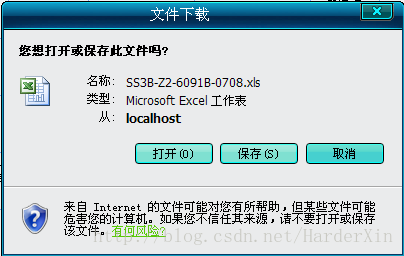 文件下载
您想打开或保存此文件吗?
名称: SS3B-Z2-6091B-0708.xls
类型: Microsoft Excel 工作表
从: localhost
打开(O) 保存(S) 取消
来自 Internet 的文件可能对您有所帮助,但某些文件可能
危害您的计算机。如果您不信任其来源,请不要打开或保存
该文件。有何风险?
http://blog.csdn.net/HarderXin